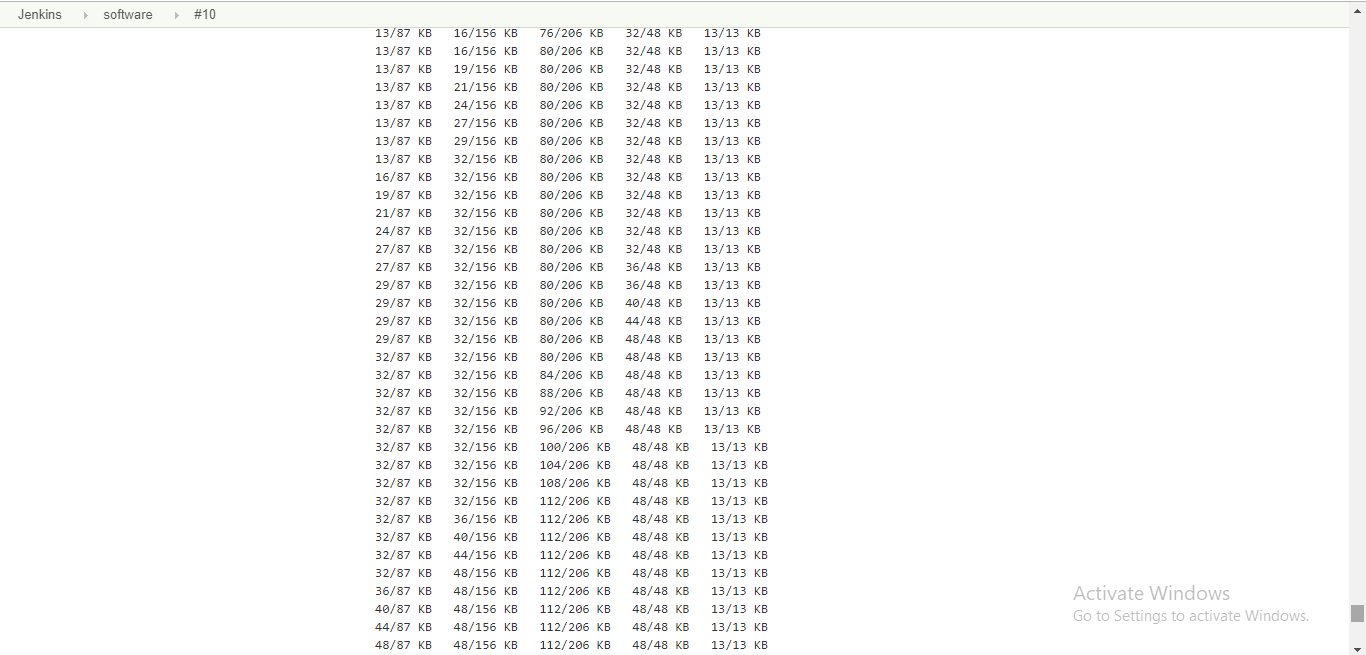 Jenkins software #10
13/87 KB 16/156 KB 76/206 KB 32/48 KB 13/13 KB
13/87 KB 16/156 KB 80/206 KB 32/48 KB 13/13 KB
13/87 KB 19/156 KB 80/206 KB 32/48 KB 13/13 KB
13/87 KB 21/156 KB 80/206 KB 32/48 KB 13/13 KB
13/87 KB 24/156 KB 80/206 KB 32/48 KB 13/13 KB
13/87 KB 27/156 KB 80/206 KB 32/48 KB 13/13 KB
13/87 KB 29/156 KB 80/206 KB 32/48 KB 13/13 KB
13/87 KB 32/156 KB 80/206 KB 32/48 KB 13/13 KB
16/87 KB 32/156 KB 80/206 KB 32/48 KB 13/13 KB
19/87 KB 32/156 KB 80/206 KB 32/48 KB 13/13 KB
21/87 KB 32/156 KB 80/206 KB 32/48 KB 13/13 KB
24/87 KB 32/156 KB 80/206 KB 32/48 KB 13/13 KB
27/87 KB 32/156 KB 80/206 KB 32/48 KB 13/13 KB
27/87 KB 32/156 KB 80/206 KB 36/48 KB 13/13 KB
29/87 KB 32/156 KB 80/206 KB 36/48 KB 13/13 KB
29/87 KB 32/156 KB 80/206 KB 40/48 KB 13/13 KB
29/87 KB 32/156 KB 80/206 KB 44/48 KB 13/13 KB
29/87 KB 32/156 KB 80/206 KB 48/48 KB 13/13 KB
32/87 KB 32/156 KB 80/206 KB 48/48 KB 13/13 KB
32/87 KB 32/156 KB 84/206 KB 48/48 KB 13/13 KB
32/87 KB 32/156 KB 88/206 KB 48/48 KB 13/13 KB
32/87 KB 32/156 KB 92/206 KB 48/48 KB 13/13 KB
32/87 KB 32/156 KB 96/206 KB 48/48 KB 13/13 KB
32/87 KB 32/156 KB 100/206 KB 48/48 KB 13/13 KB
32/87 KB 32/156 KB 104/206 KB 48/48 KB 13/13 KB
32/87 KB 32/156 KB 108/206 KB 48/48 KB 13/13 KB
32/87 KB 32/156 KB 112/206 KB 48/48 KB 13/13 KB
32/87 KB 36/156 KB 112/206 KB 48/48 KB 13/13 KB
32/87 KB 40/156 KB 112/206 KB 48/48 KB 13/13 KB
32/87 KB 44/156 KB 112/206 KB 48/48 KB 13/13 KB
32/87 KB 48/156 KB 112/206 KB 48/48 KB 13/13 KB
36/87 KB 48/156 KB 112/206 KB 48/48 KB 13/13 KB
40/87 KB 48/156 KB 112/206 KB 48/48 KB 13/13 KB
44/87 KB 48/156 KB 112/206 KB 48/48 KB 13/13 KB
48/87 KB 48/156 KB 112/206 KB 48/48 KB 13/13 KB
Activate Windows
Go to Settings to activate Windows.